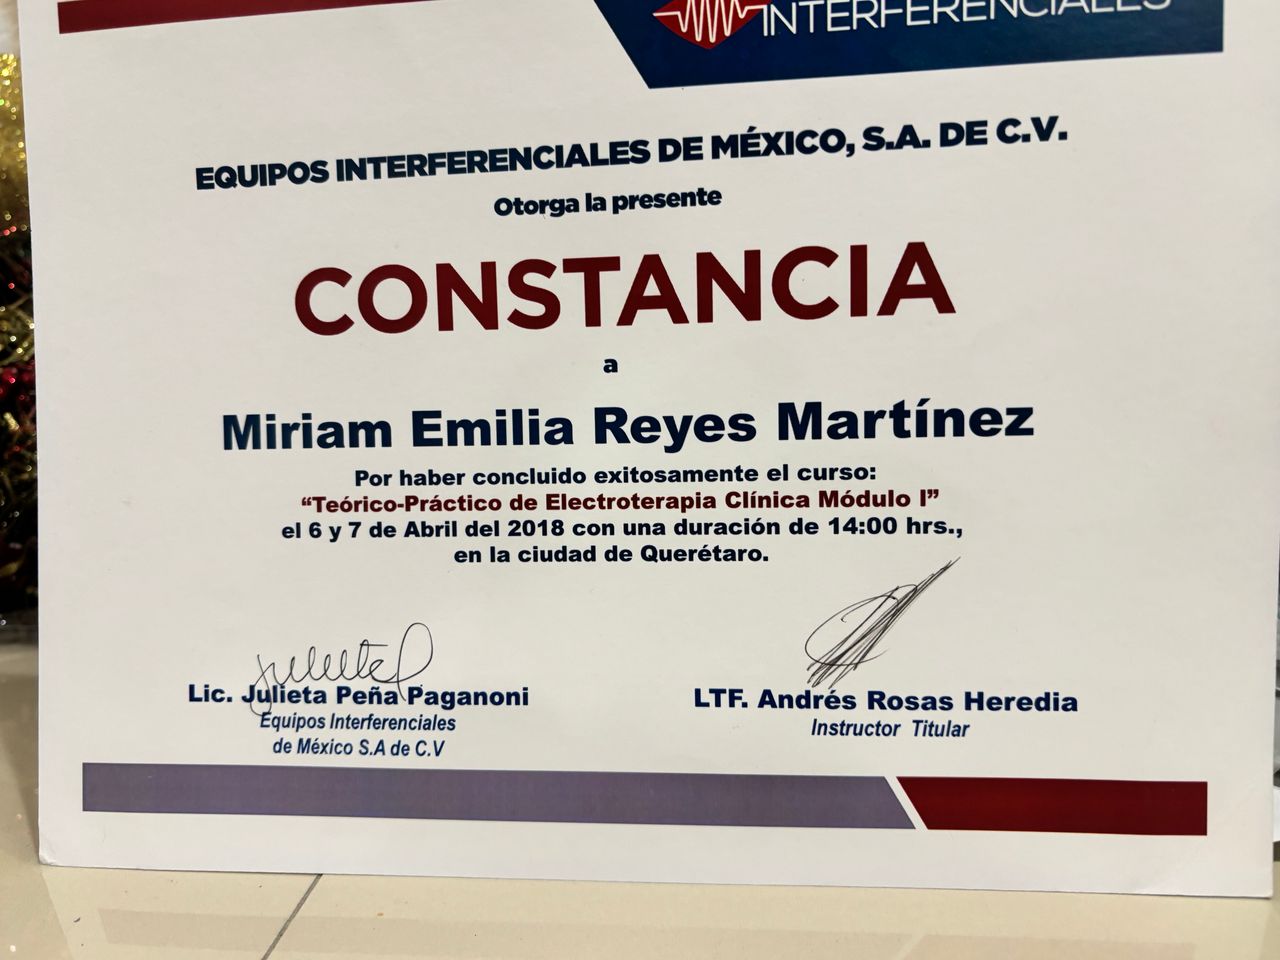 INTERFERENCIALES
EQUIPOS INTERFERENCIALES DE MÉXICO, S.A. DE C.V.
Otorga la presente
CONSTANCIA
a
Miriam Emilia Reyes Martínez
Por haber concluido exitosamente el curso:
“Teórico-Práctico de Electroterapia Clínica Módulo I”
el 6 y 7 de Abril del 2018 con una duración de 14:00 hrs.,
en la ciudad de Querétaro.
Lic. Julieta Peña Paganoni
Equipos Interferenciales
de México S.A de C.V
LTF. Andrés Rosas Heredia
Instructor Titular